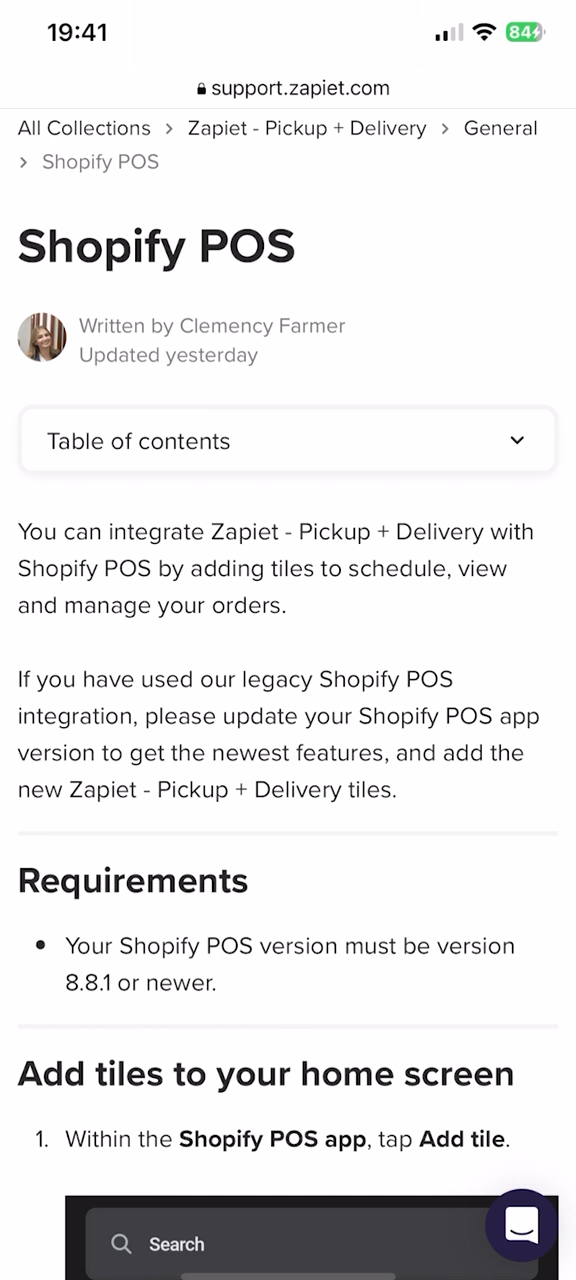 19:41
84
support.zapiet.com
All Collections > Zapiet - Pickup + Delivery > General
> Shopify POS
Shopify POS
Written by Clemency Farmer
Updated yesterday
Table of contents
You can integrate Zapiet - Pickup + Delivery with
Shopify POS by adding tiles to schedule, view
and manage your orders.
If you have used our legacy Shopify POS
integration, please update your Shopify POS app
version to get the newest features, and add the
new Zapiet - Pickup + Delivery tiles.
Requirements
• Your Shopify POS version must be version
8.8.1 or newer.
Add tiles to your home screen
1. Within the Shopify POS app, tap Add tile.
Search